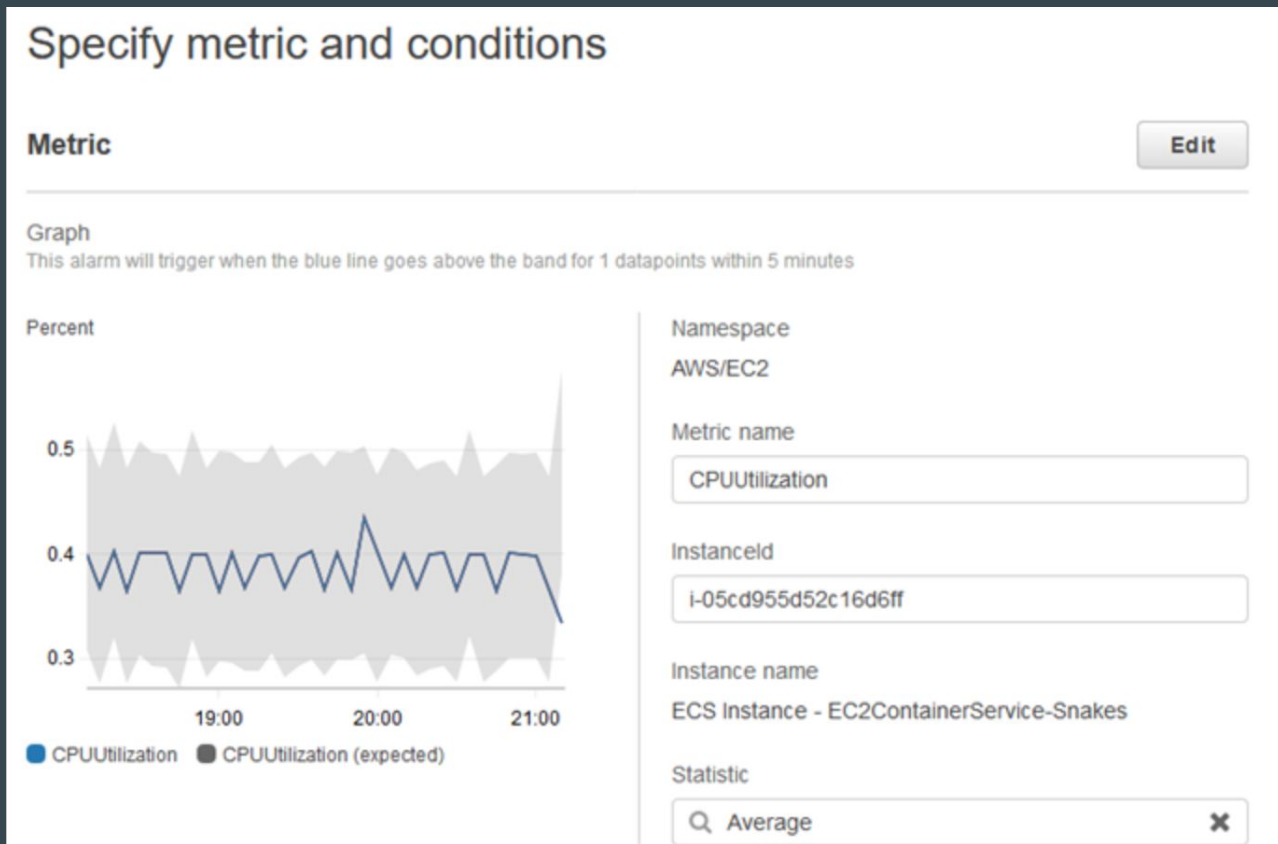 Specify metric and conditions
Metric
Edit
Graph
This alarm will trigger when the blue line goes above the band for 1 datapoints within 5 minutes
Percent
0.5
0.4
0.3
19:00
20:00
21:00
CPUUtilization
CPUUtilization (expected)
Namespace
AWS/EC2
Metric name
CPUUtilization
InstanceId
i-05cd955d52c16d6ff
Instance name
ECS Instance - EC2ContainerService-Snakes
Statistic
Average